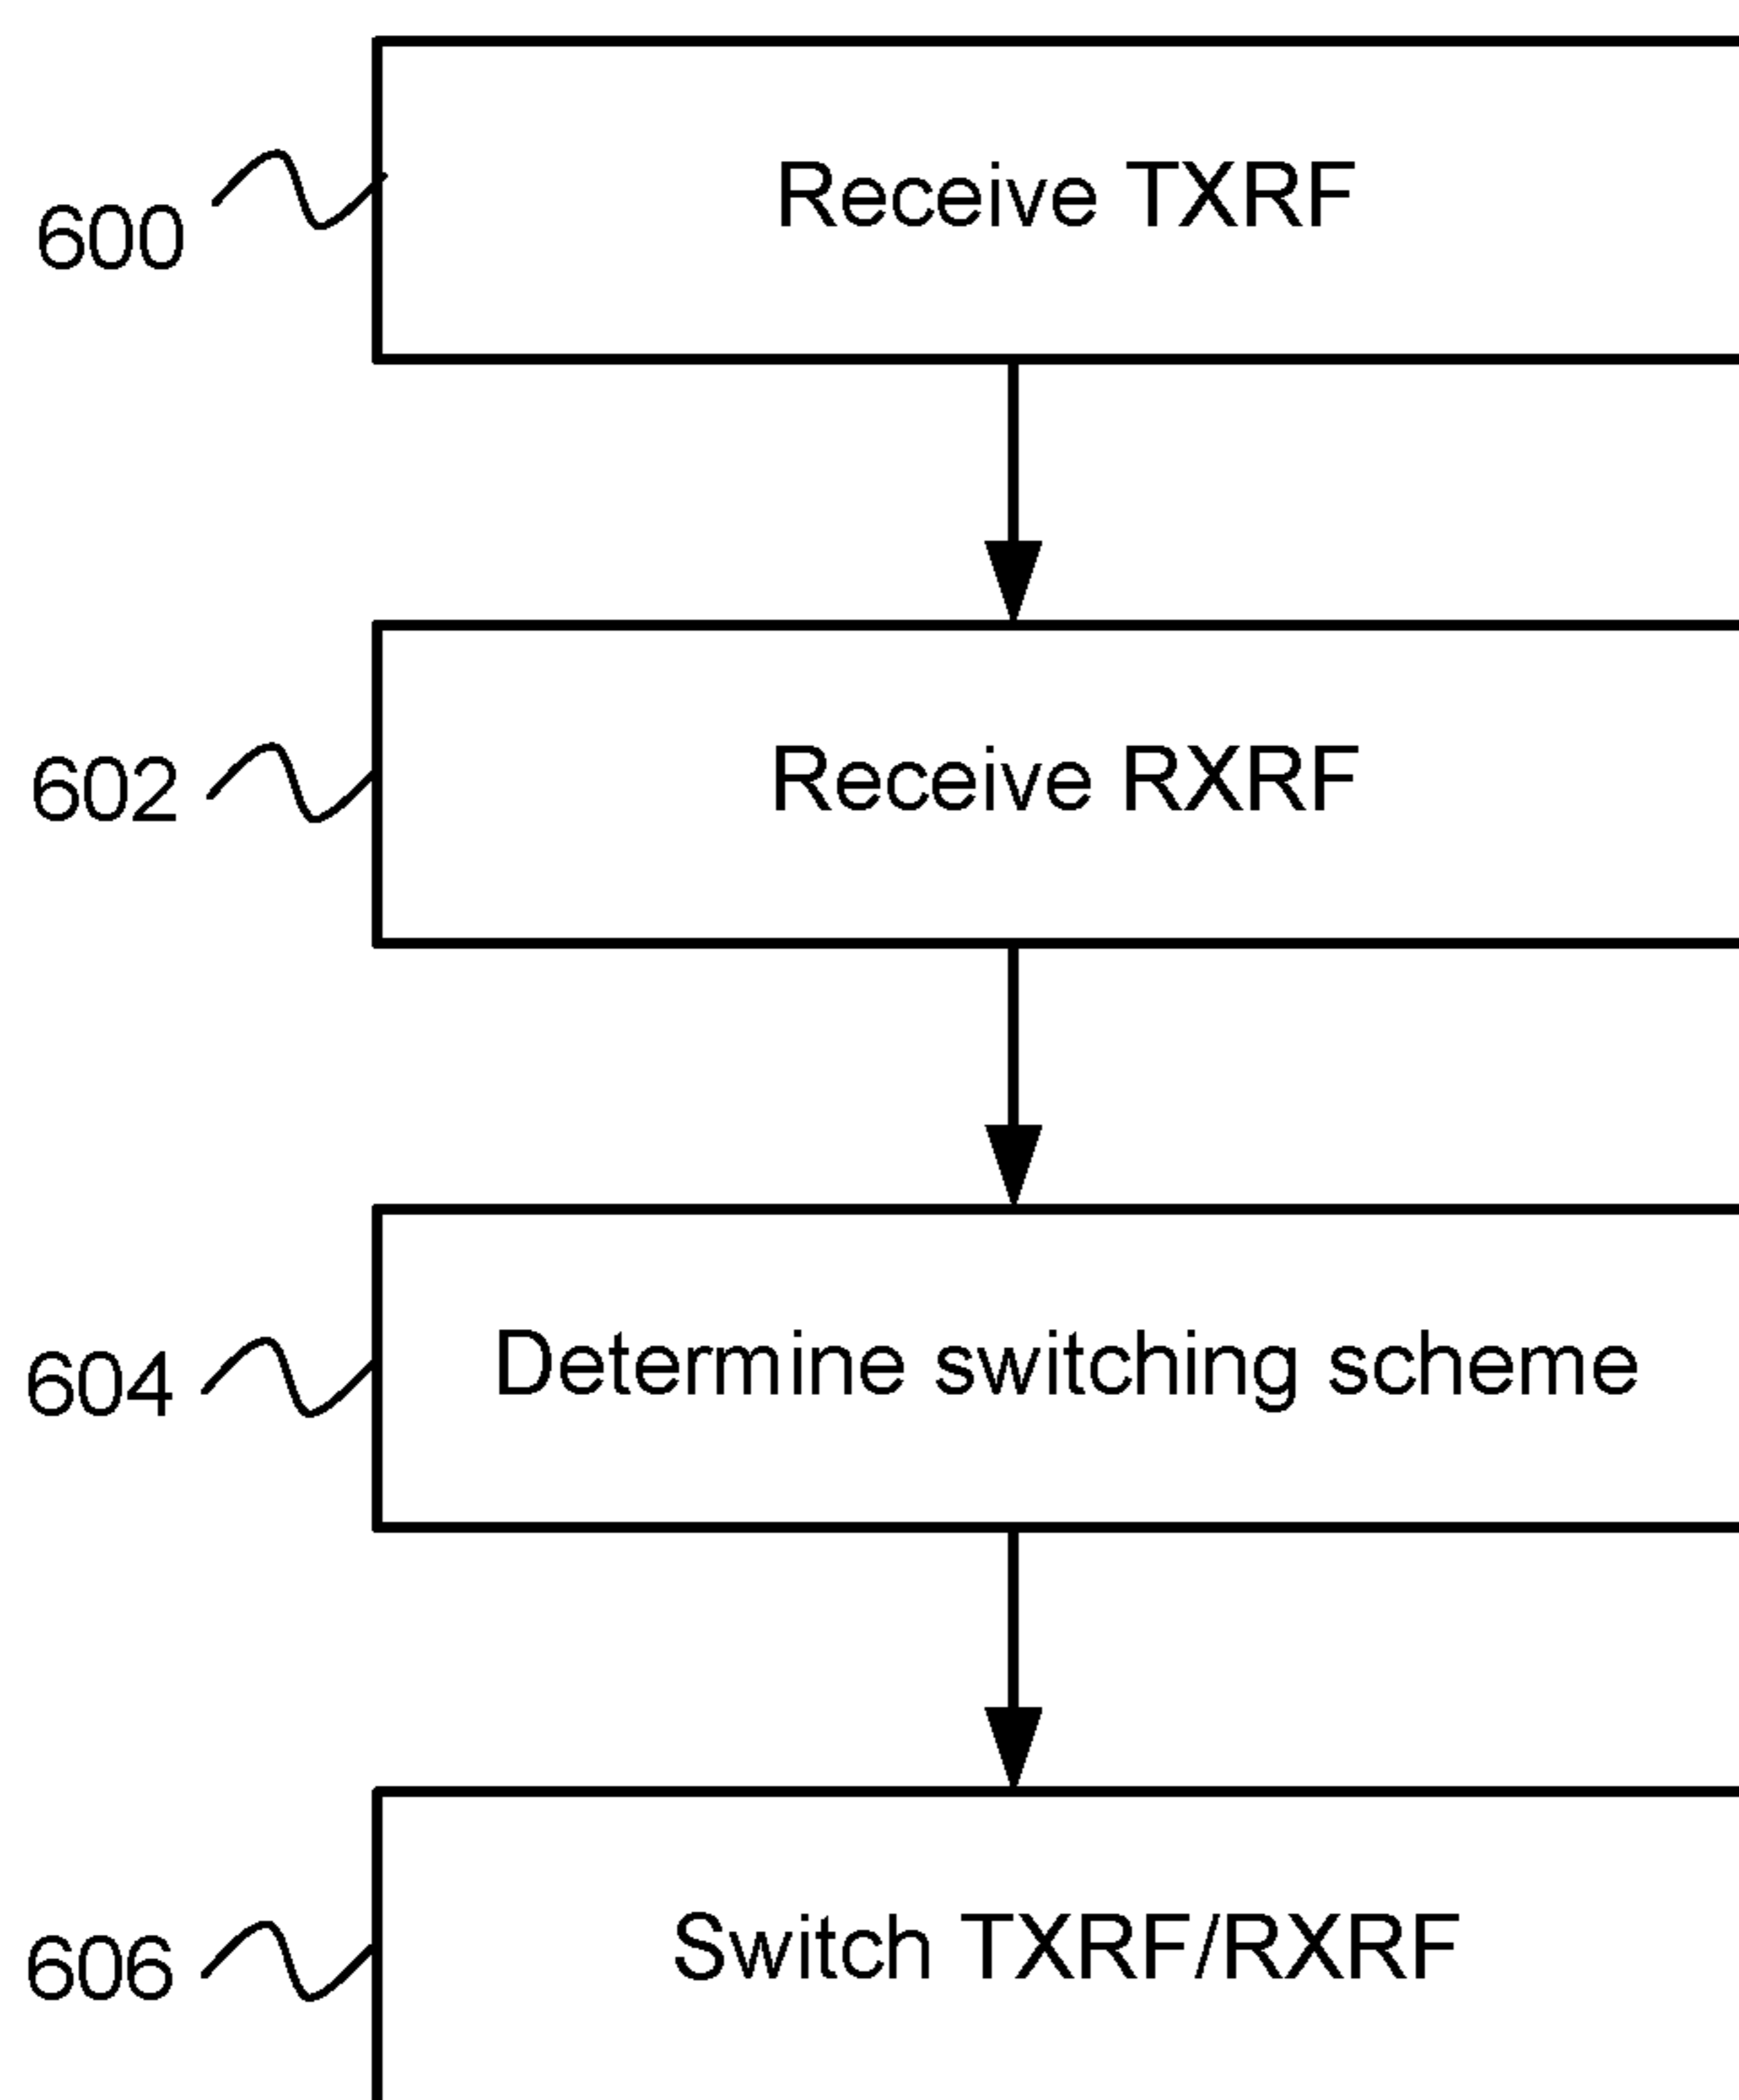 Receive TXRF
600
Receive RXRF
602
Determine switching scheme
604
Switch TXRF/RXRF
606